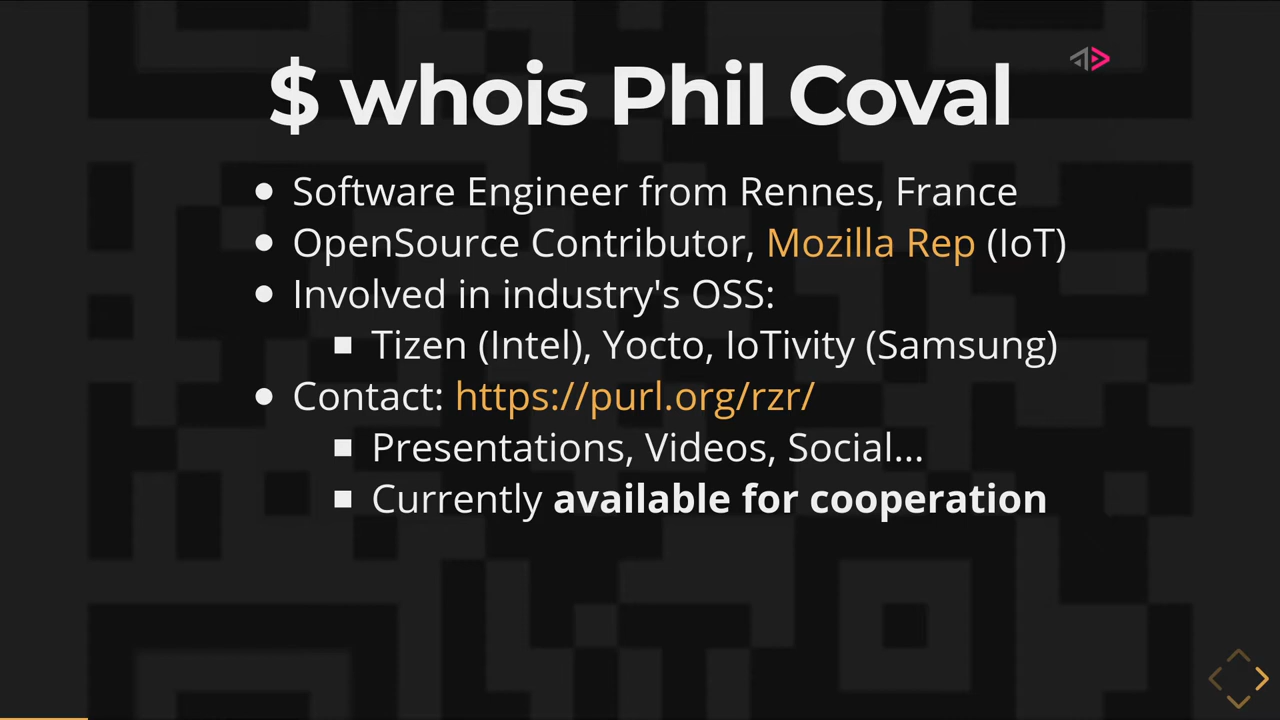 $ whois Phil Coval
Software Engineer from Rennes, France
OpenSource Contributor, Mozilla Rep (IoT)
Involved in industry's OSS:
Tizen (Intel), Yocto, IoTivity (Samsung)
Contact: https://purl.org/rzr/
Presentations, Videos, Social...
Currently available for cooperation